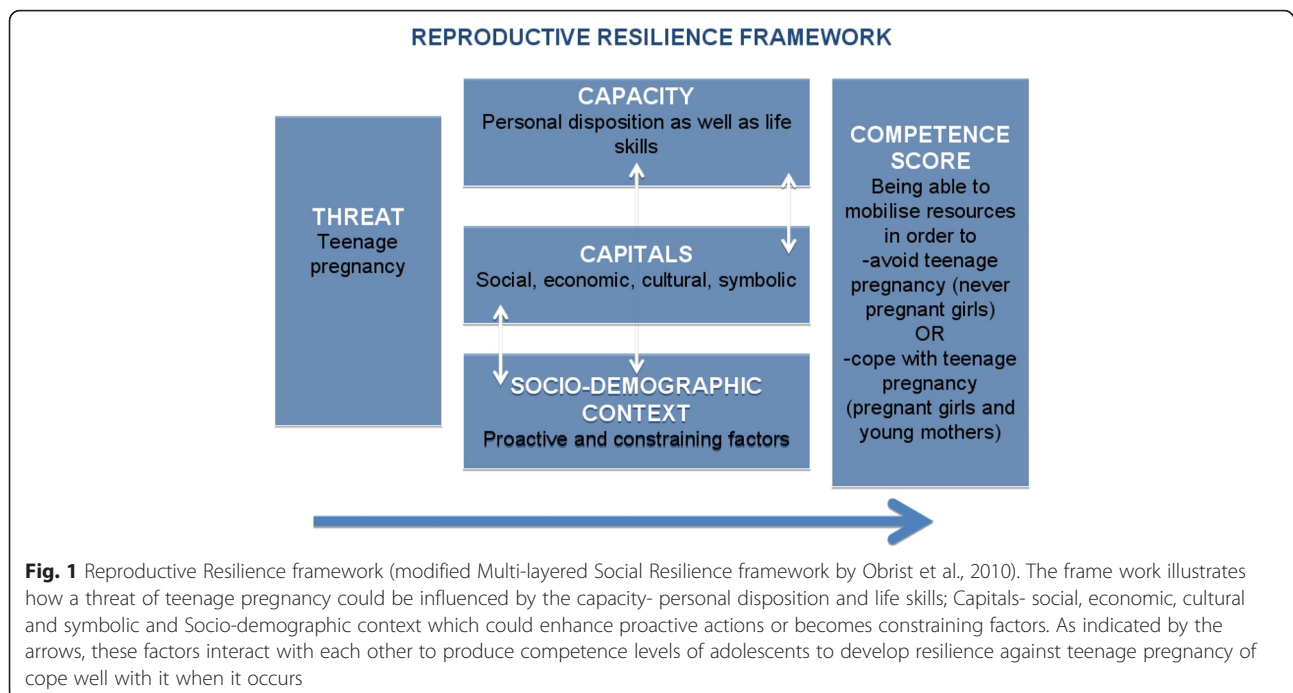 REPRODUCTIVE RESILIENCE FRAMEWORK
THREAT
Teenage
pregnancy
CAPACITY
Personal disposition as well as life
skills
CAPITALS
Social, economic, cultural, symbolic
SOCIO-DEMOGRAPHIC
CONTEXT
Proactive and constraining factors
COMPETENCE
SCORE
Being able to
mobilise resources
in order to
-avoid teenage
pregnancy (never
pregnant girls)
OR
-cope with teenage
pregnancy
(pregnant girls and
young mothers)
Fig. 1 Reproductive Resilience framework (modified Multi-layered Social Resilience framework by Obrist et al., 2010). The frame work illustrates
how a threat of teenage pregnancy could be influenced by the capacity- personal disposition and life skills; Capitals- social, economic, cultural
and symbolic and Socio-demographic context which could enhance proactive actions or becomes constraining factors. As indicated by the
arrows, these factors interact with each other to produce competence levels of adolescents to develop resilience against teenage pregnancy of
cope well with it when it occurs